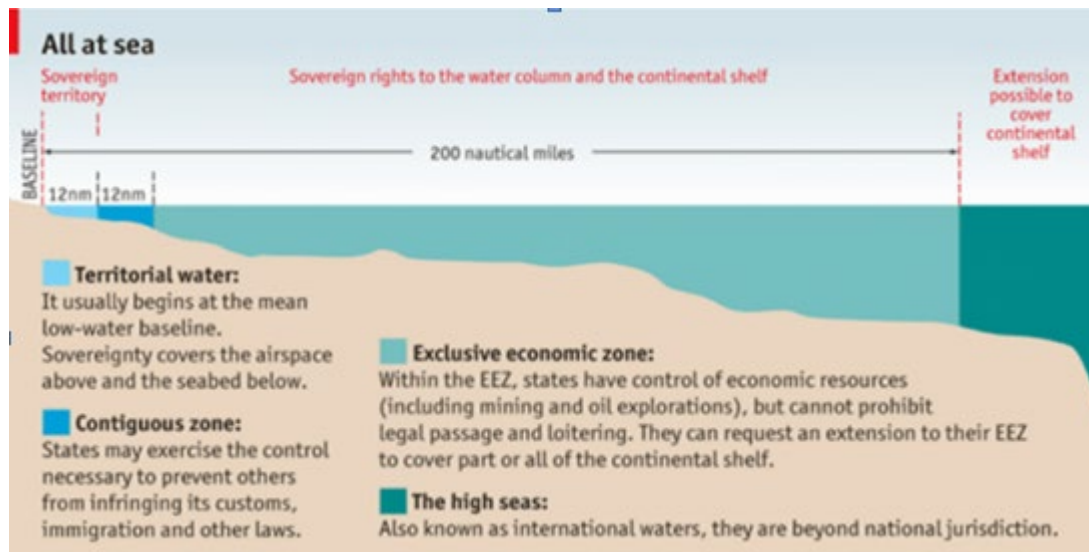 All at sea
Sovereign
territory
Sovereign rights to the water column and the continental shelf
Extension
possible to
cover
continental
shelf
BASELINE
200 nautical miles
12nm 12nm
Territorial water:
It usually begins at the mean
low-water baseline.
Sovereignty covers the airspace
above and the seabed below.
Contiguous zone:
States may exercise the control
necessary to prevent others
from infringing its customs,
immigration and other laws.
Exclusive economic zone:
Within the EEZ, states have control of economic resources
(including mining and oil explorations), but cannot prohibit
legal passage and loitering. They can request an extension to their EEZ
to cover part or all of the continental shelf.
The high seas:
Also known as international waters, they are beyond national jurisdiction.